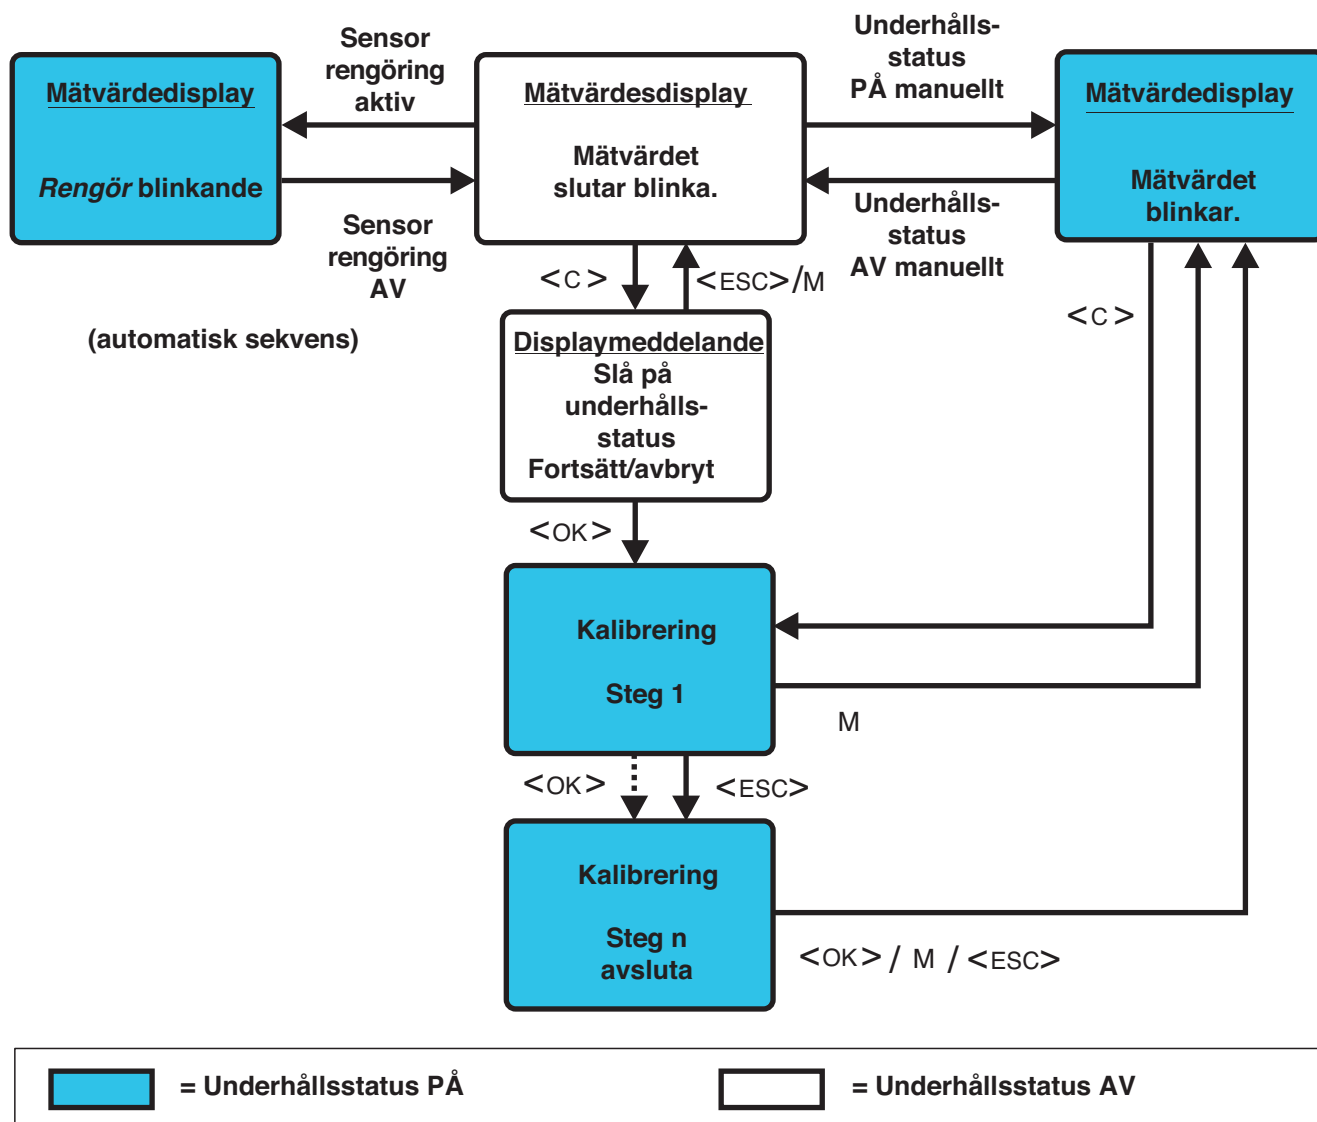 Sensor
rengöring
aktiv
Underhålls-
status
PÅ manuellt
Mätvärdedisplay
Rengör blinkande
Mätvärdesdisplay
Mätvärdet
slutar blinka.
Mätvärdedisplay
Mätvärdet
blinkar.
Sensor
rengöring
AV
Underhålls-
status
AV manuellt
(automatisk sekvens)
<C>
<ESC>/M
<C>
Displaymeddelande
Slå på
underhålls-
status
Fortsätt/avbryt
<OK>
Kalibrering
Steg 1
M
<OK>
<ESC>
Kalibrering
Steg n
avsluta
<OK> / M / <ESC>
= Underhållsstatus PÅ
= Underhållsstatus AV